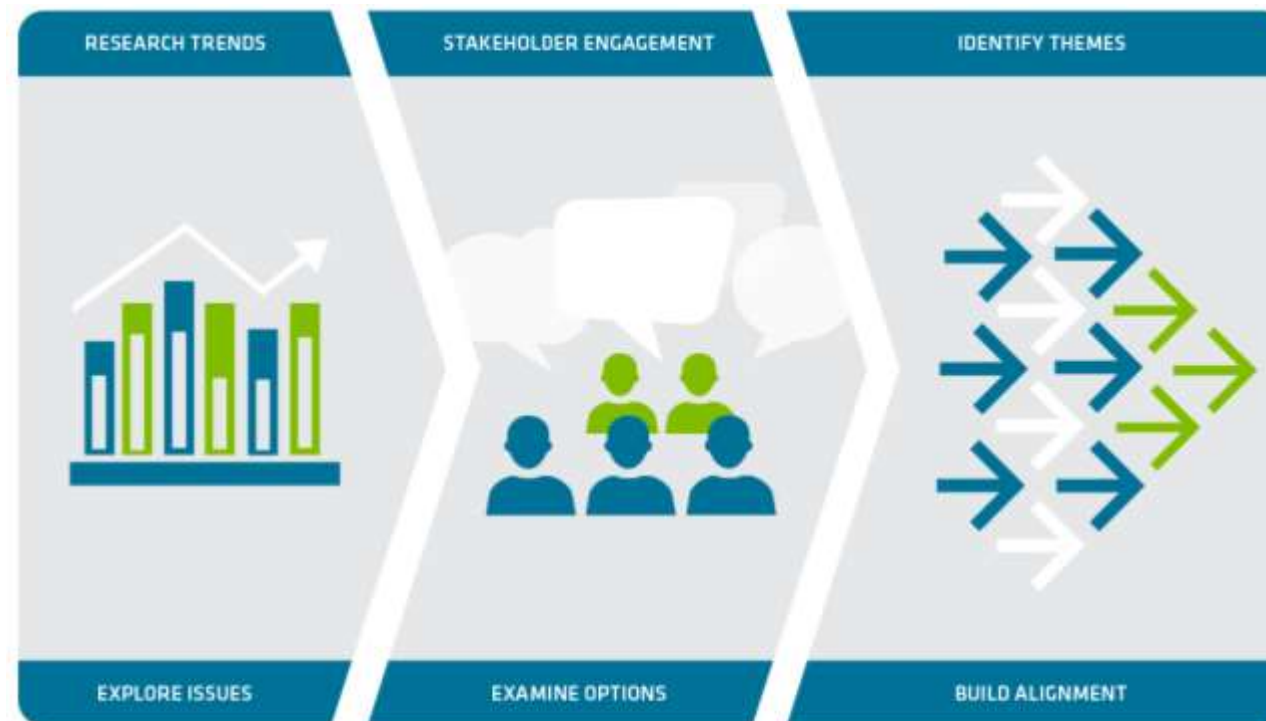 RESEARCH TRENDS
STAKEHOLDER ENGAGEMENT
IDENTIFY THEMES
EXPLORE ISSUES
EXAMINE OPTIONS
BUILD ALIGNMENT